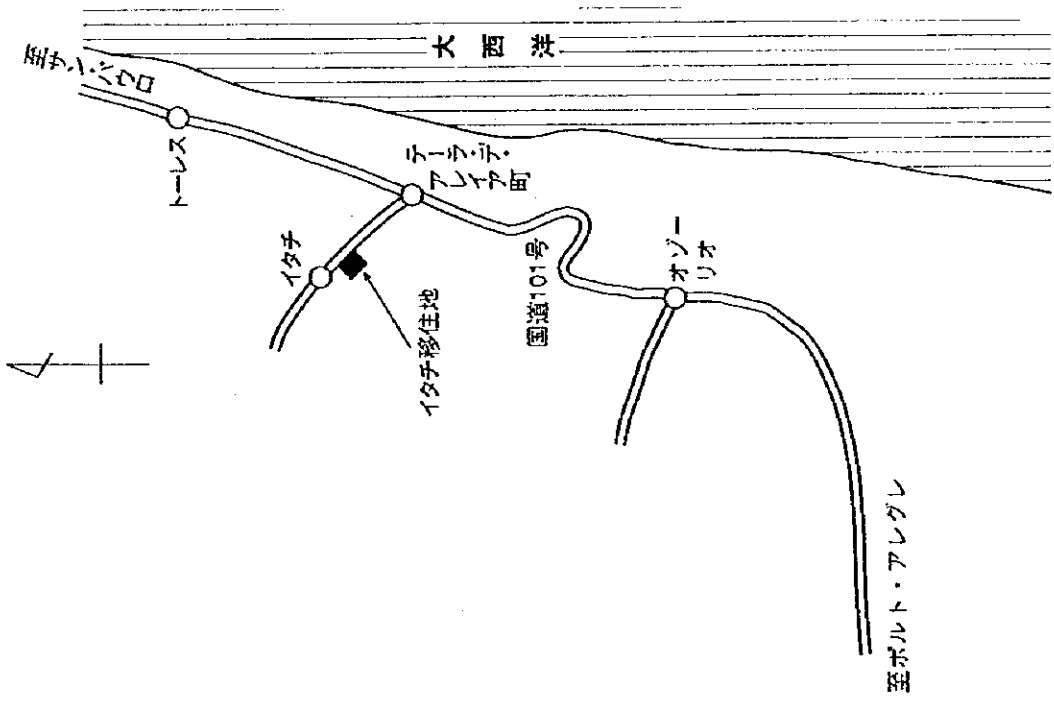 大西洋
至サン・パウロ
トーレス
テーラ・デ・
アレイア町
イタチ
イタチ移住地
国道101号
オゾー
リオ
至ポルト・アレグレ